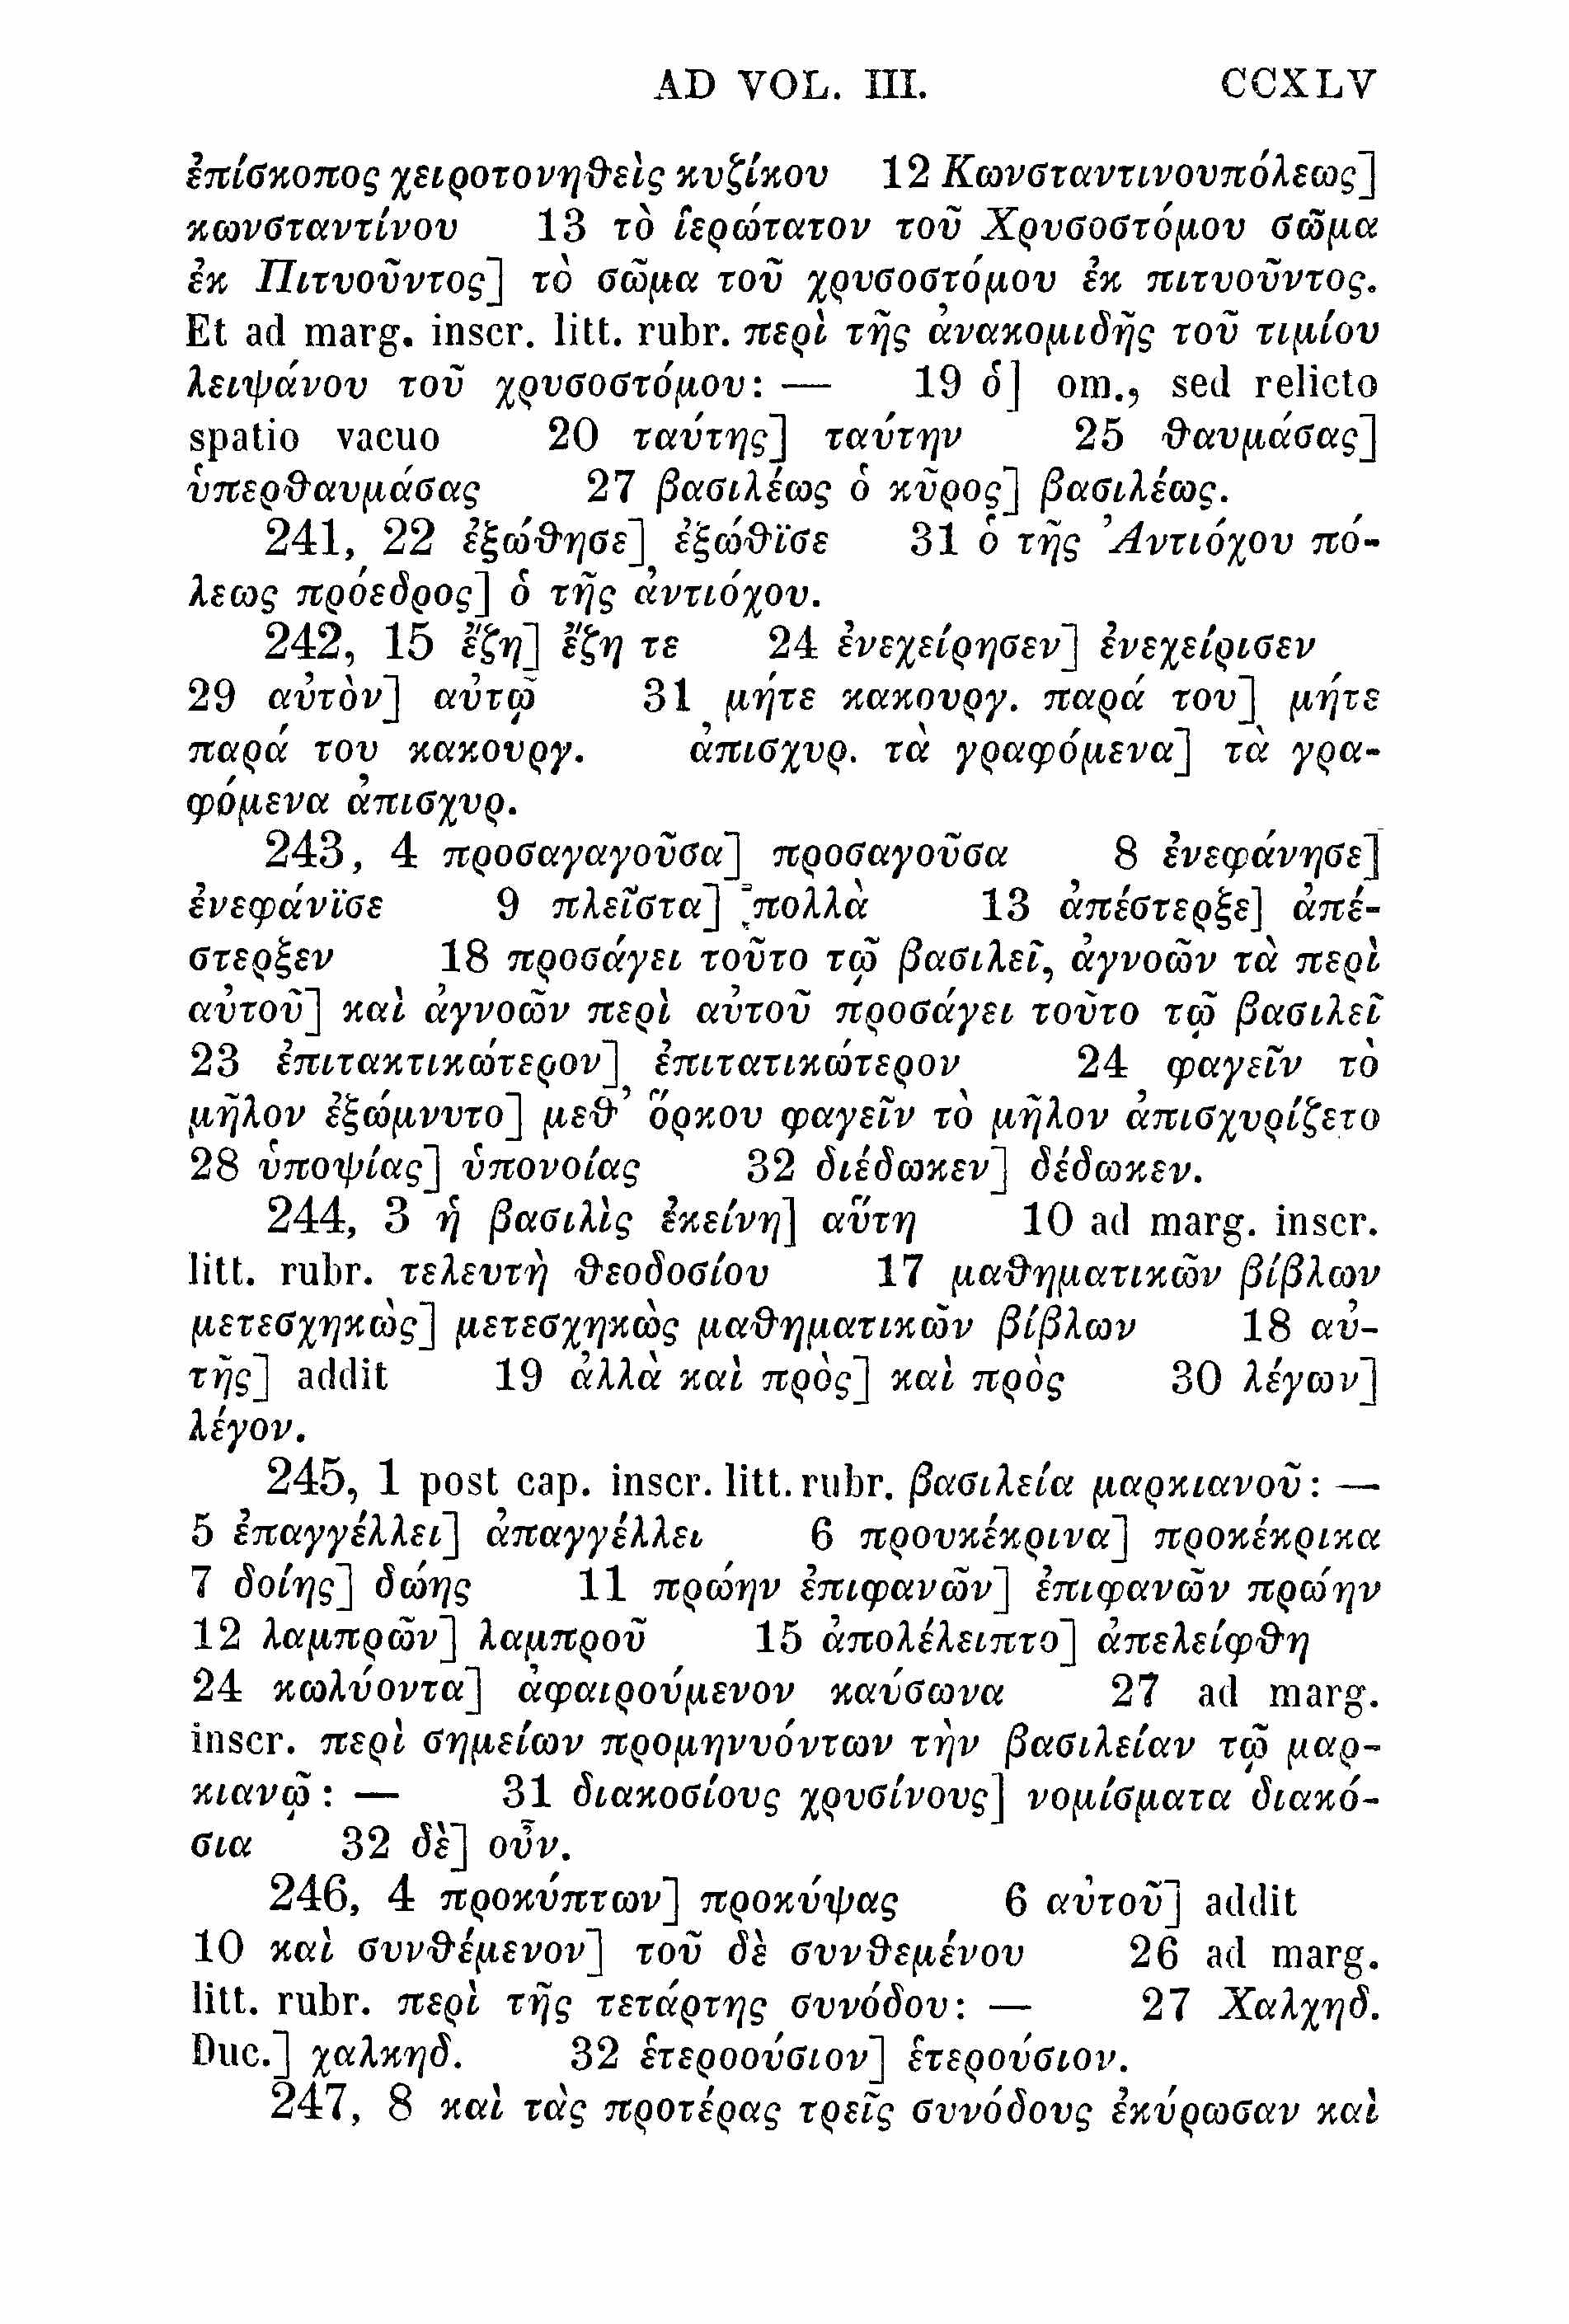 AD VOL. III. CCXLV
ἐπίσκοπος χειροτονηϑεὶς κυζίκου 12 Κωνσταντινουπόλεως]
κωνσταντίνου 13 τὸ ἱερώτατον τοῦ Χρυσοστόμου σῶμα
ἐκ Πιτυοῦντος] τὸ σῶμα τοῦ χρυσοστόμου ἐκ πιτυοῦντος.
Et ad marg. inscr. litt. rubr. περὶ τῆς ἀνακομιδῆς τοῦ τιμίου
λειψάνου τοῦ χρυσοστόμου: — 19 ὁ] om., sed relicto
spatio vacuo 20 ταύτης] ταύτην 25 ϑαυμάσας]
ὑπερϑαυμάσας 27 βασιλέως ὁ κῦρος] βασιλέως.
241, 22 ἐξώϑησε] ἐξώϑϊσε 31 ὁ τῆς Ἀντιόχου πό-
λεως πρόεδρος] ὁ τῆς ἀντιόχου.
242, 15 ἔζη] ἔζη τε 24 ἐνεχείρησεν] ἐνεχείρισεν
29 αὐτὸν] αὐτῷ 31 μήτε κακουργ. παρά του] μήτε
παρά του κακουργ. ἀπισχυρ. τὰ γραφόμενα] τὰ γρα-
φόμενα ἀπισχυρ.
243, 4 προσαγαγοῦσα] προσαγοῦσα 8 ἐνεφάνησε]
ἐνεφάνϊσε 9 πλεῖστα] πολλὰ 13 ἀπέστερξε] ἀπέ-
στερξεν 18 προσάγει τοῦτο τῷ βασιλεῖ, ἀγνοῶν τὰ περὶ
αὐτοῦ] καὶ ἀγνοῶν περὶ αὐτοῦ προσάγει τοῦτο τῷ βασιλεῖ
23 ἐπιτακτικώτερον] ἐπιτατικώτερον 24 φαγεῖν τὸ
μῆλον ἐξώμνυτο] μεϑ’ ὅρκου φαγεῖν τὸ μῆλον ἀπισχυρίζετο
28 ὑποψίας] ὑπονοίας 32 διέδωκεν] δέδωκεν.
244, 3 ἡ βασιλὶς ἐκείνη] αὕτη 10 ad marg. inscr.
litt. rubr. τελευτὴ ϑεοδοσίου 17 μαϑηματικῶν βίβλων
μετεσχηκὼς] μετεσχηκὼς μαϑηματικῶν βίβλων 18 αὐ-
τῆς] addit 19 ἀλλὰ καὶ πρὸς] καὶ πρὸς 30 λέγων]
λέγον.
245, 1 post cap. inscr. litt. rubr. βασιλεία μαρκιανοῦ: —
5 ἐπαγγέλλει] ἀπαγγέλλει 6 προυκέκρινα] προκέκρικα
7 δοίης] δώης 11 πρώην ἐπιφανῶν] ἐπιφανῶν πρώην
12 λαμπρῶν] λαμπροῦ 15 ἀπολέλειπτο] ἀπελείφϑη
24 κωλύοντα] ἀφαιρούμενον καύσωνα 27 ad marg.
inscr. περὶ σημείων προμηνυόντων τὴν βασιλείαν τῷ μαρ-
κιανῷ: — 31 διακοσίους χρυσίνους] νομίσματα διακό-
σια 32 δὲ] οὖν.
246, 4 προκύπτων] προκύψας 6 αὐτοῦ] addit
10 καὶ συνϑέμενον] τοῦ δὲ συνϑεμένου 26 ad marg.
litt. rubr. περὶ τῆς τετάρτης συνόδου: — 27 Χαλχηδ.
Duc.] χαλκηδ. 32 ἑτεροούσιον] ἑτερούσιον.
247, 8 καὶ τὰς προτέρας τρεῖς συνόδους ἐκύρωσαν καὶ